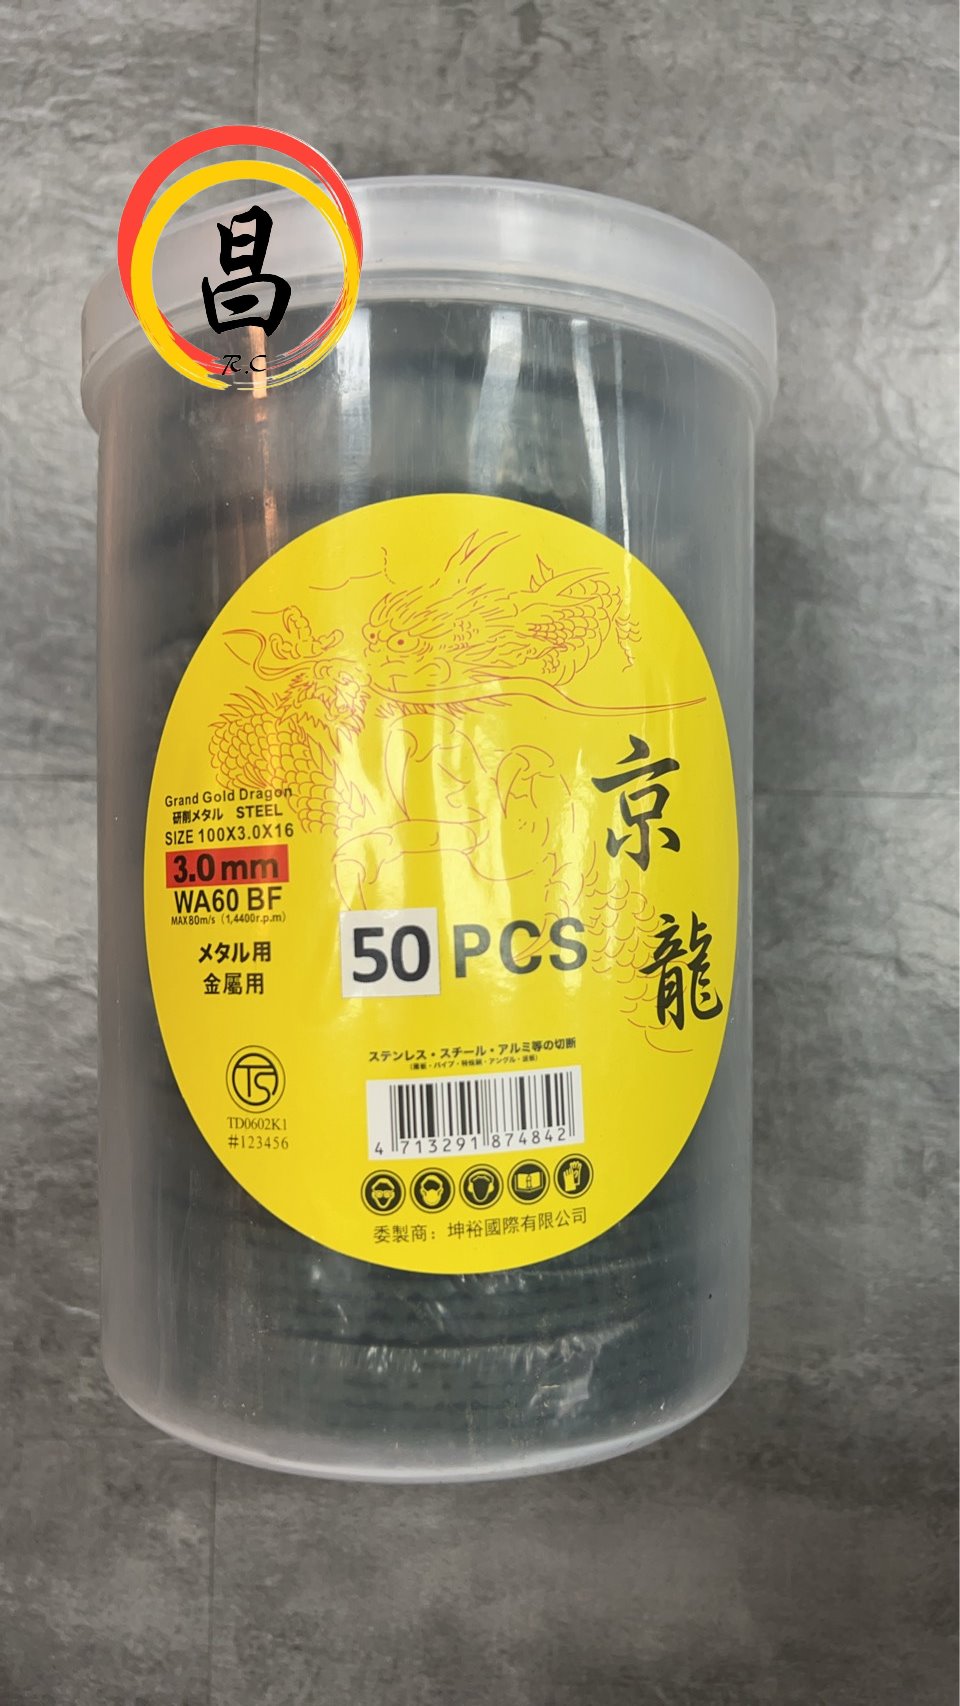 昌
R.C
Grand Gold Dragon
研削メタル STEEL
SIZE 100X3.0X16
3.0 mm
WA60 BF
MAX80m/s (1,4400r.p.m)
メタル用
金屬用
50 PCS
京龍
ステンレス・スチール・アルミ等の切断
TS
TD0602K1
#123456
4 713291 874842
委製商：坤裕國際有限公司